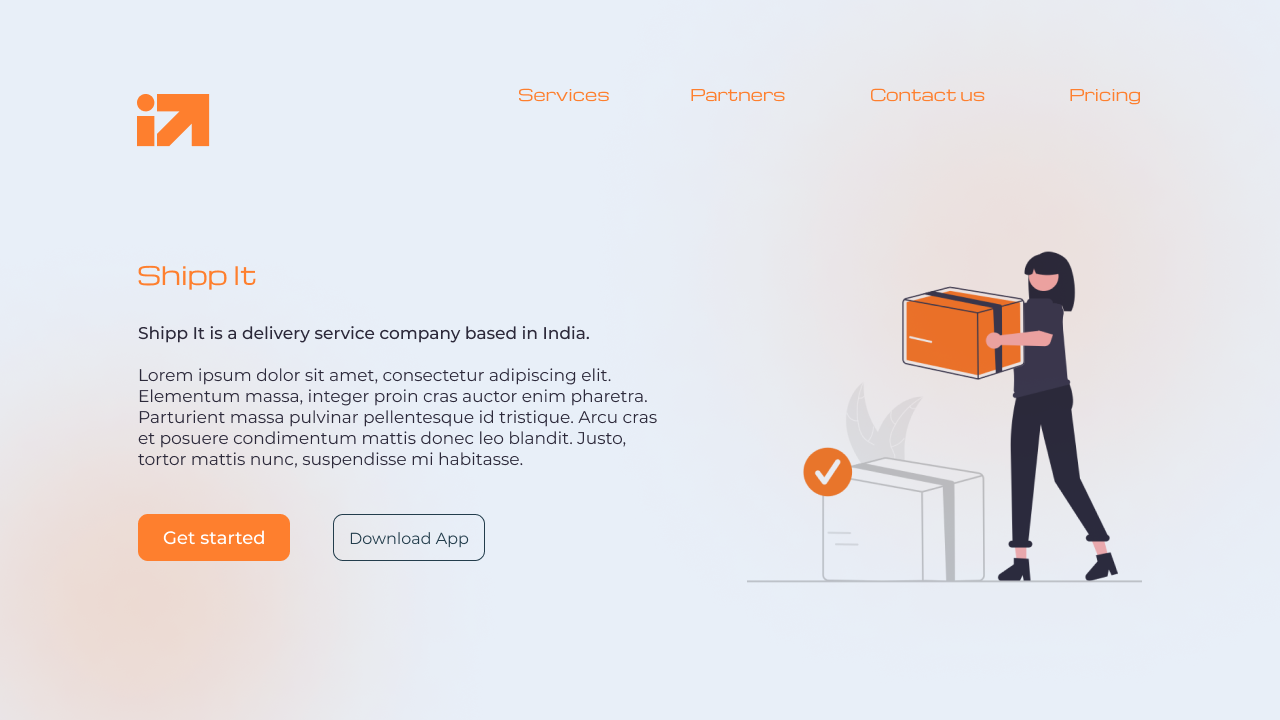 Services Partners Contact us Pricing
Shipp It
Shipp It is a delivery service company based in India.
Lorem ipsum dolor sit amet, consectetur adipiscing elit.
Elementum massa, integer proin cras auctor enim pharetra.
Parturient massa pulvinar pellentesque id tristique. Arcu cras
et posuere condimentum mattis donec leo blandit. Justo,
tortor mattis nunc, suspendisse mi habitasse.
Get started Download App